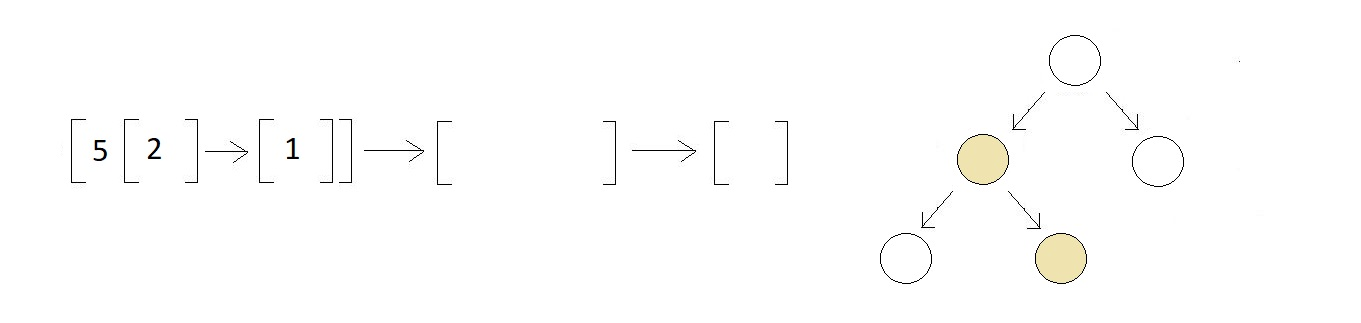 [ 5 [ 2 ] → [ 1 ] ] → [ ] → [ ]